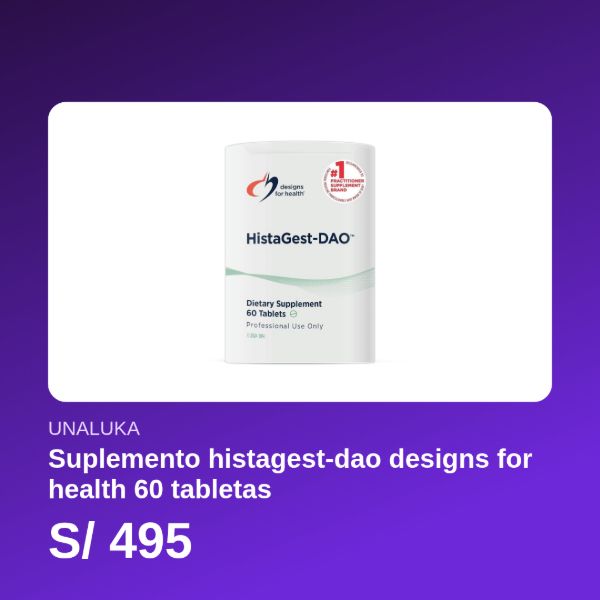 designs
for health
#1
PRACTITIONER
SUPPLEMENT
BRAND
HistaGest-DAO™
Dietary Supplement
60 Tablets
Professional Use Only
UNALUKA
Suplemento histagest-dao designs for
health 60 tabletas
S/ 495